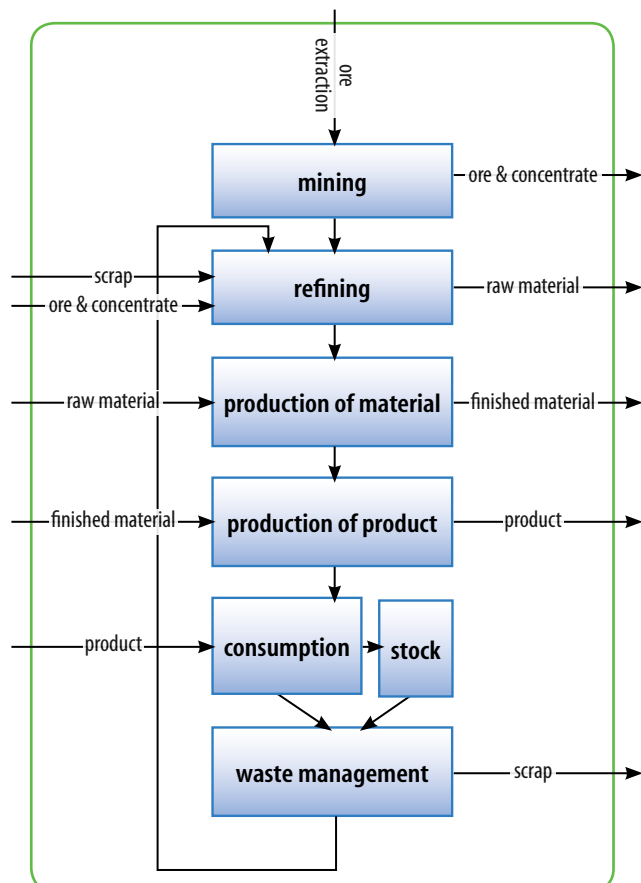 ore
extraction
mining
ore & concentrate
scrap
refining
raw material
ore & concentrate
raw material
production of material
finished material
finished material
production of product
product
product
consumption
stock
waste management
scrap